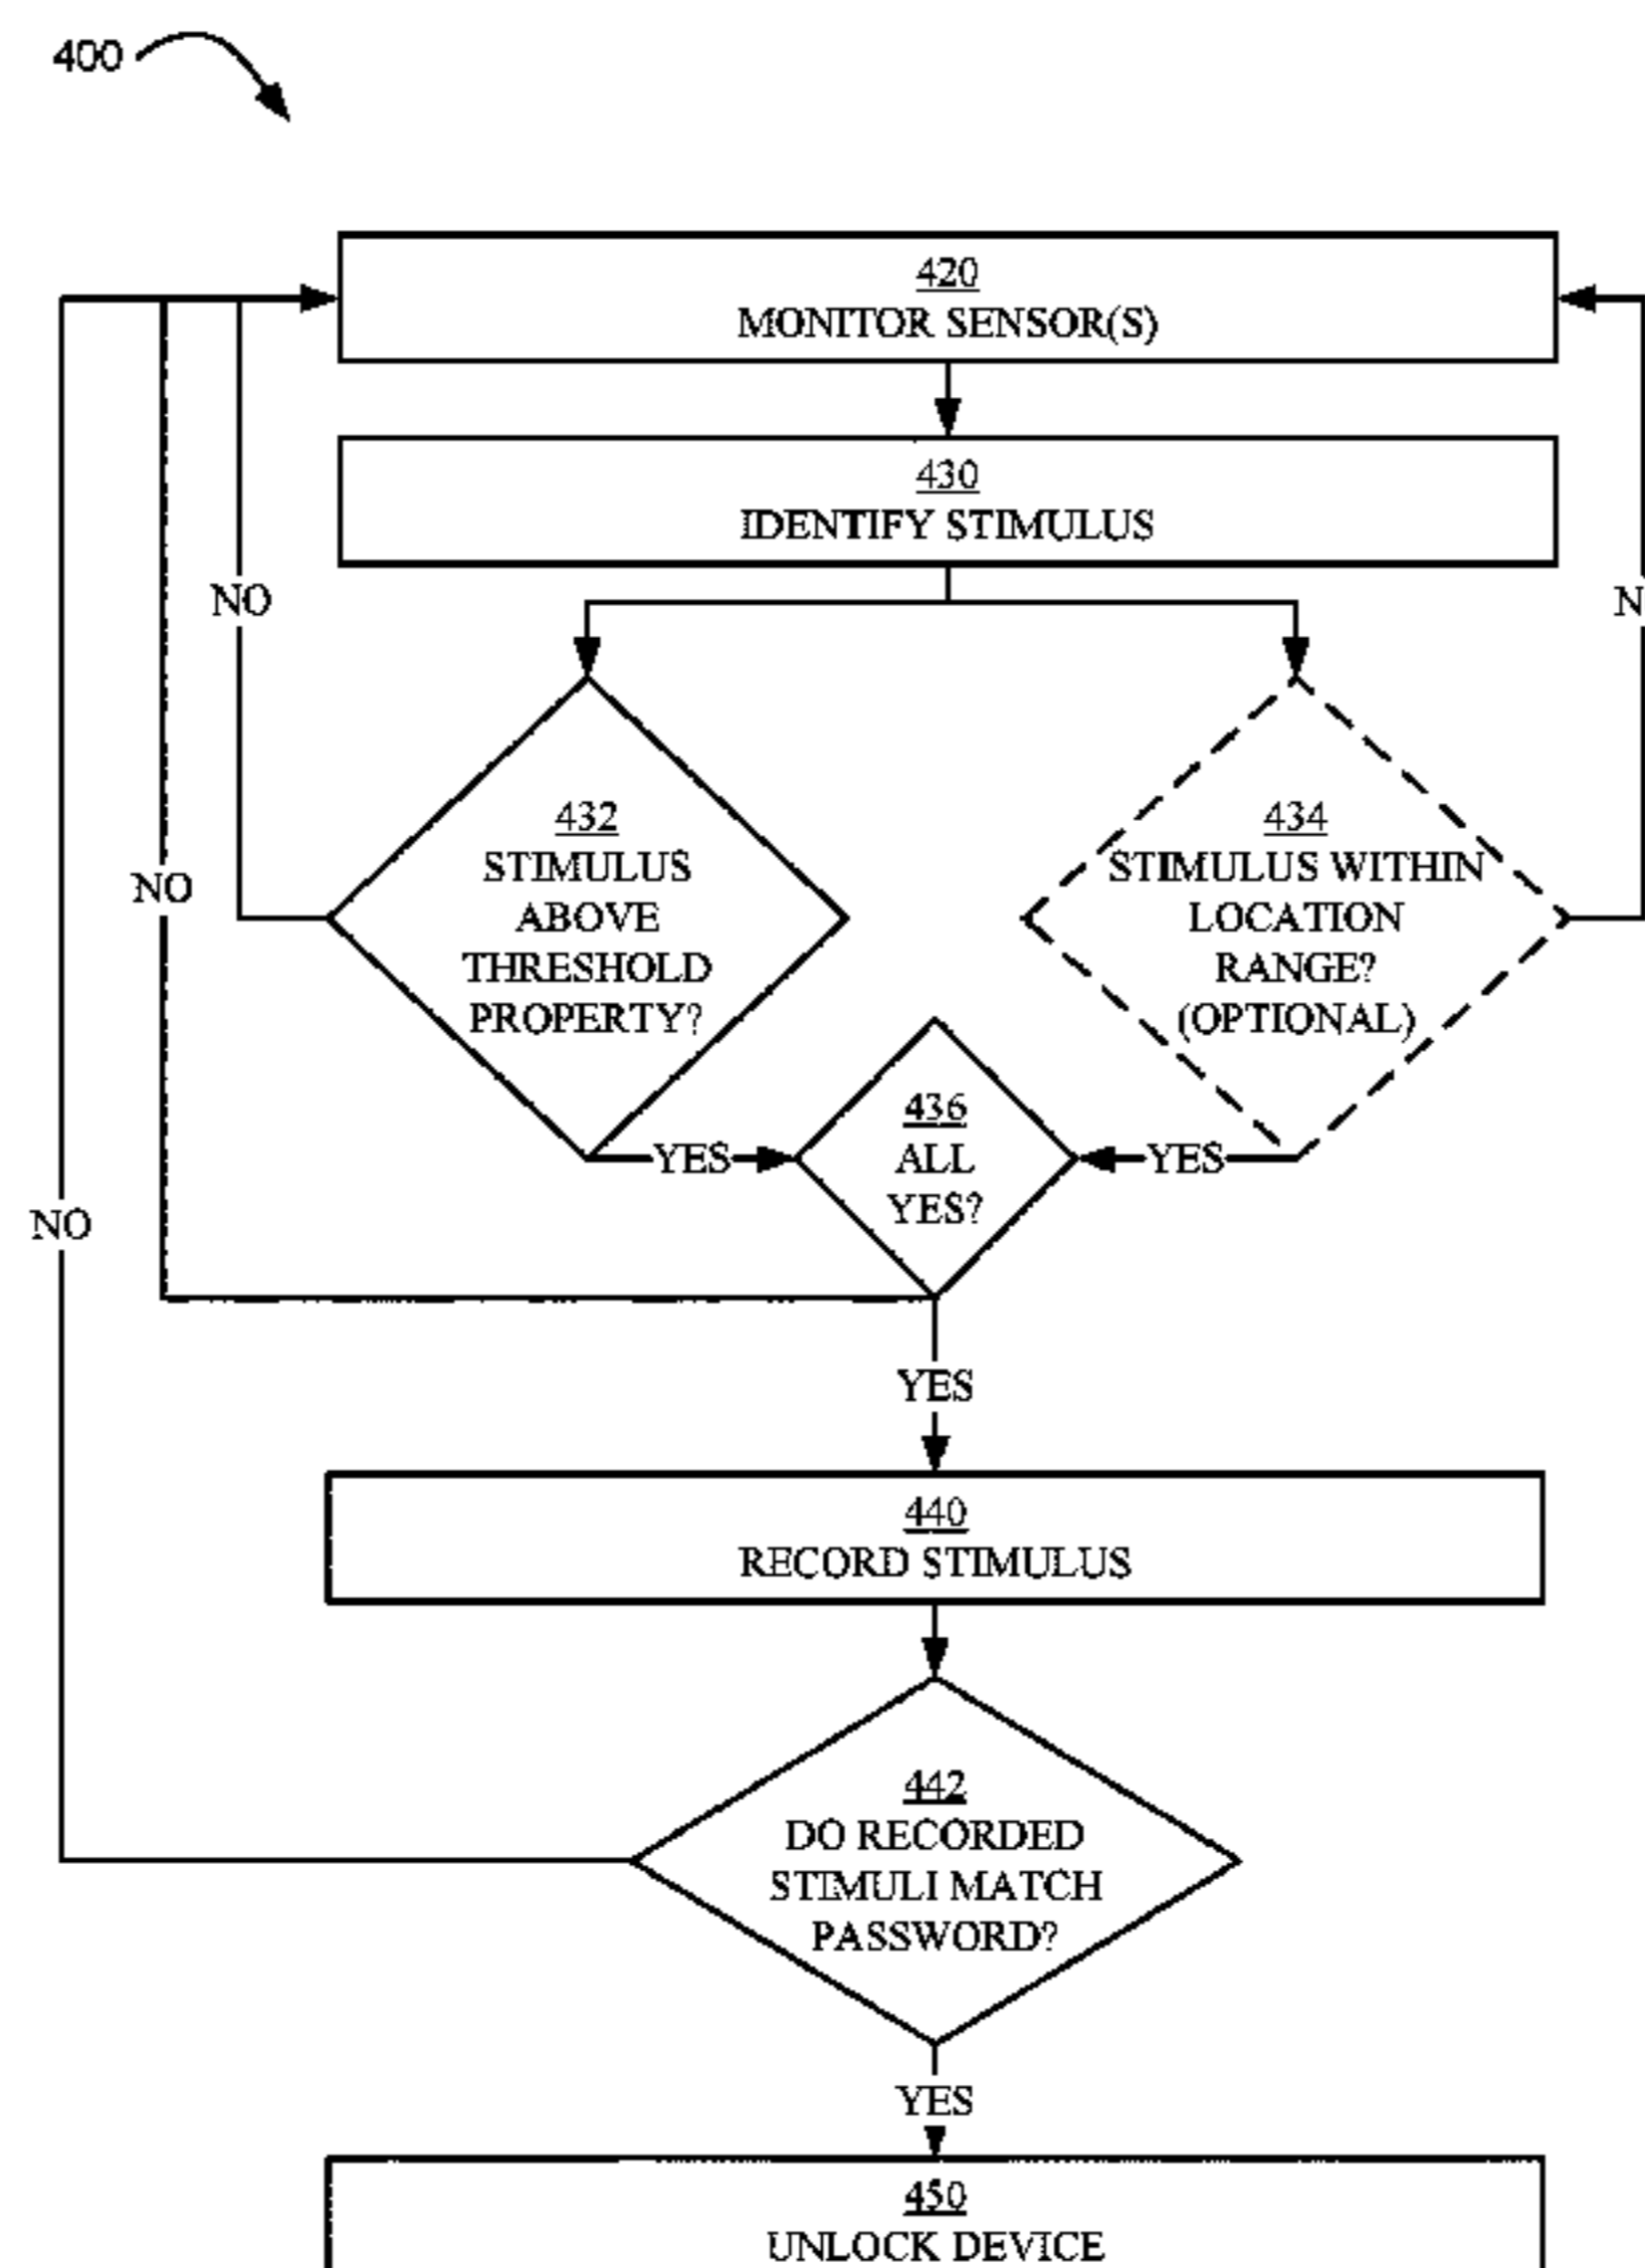 400
420
MONITOR SENSOR(S)
430
IDENTIFY STIMULUS
NO
432
STIMULUS
ABOVE
THRESHOLD
PROPERTY?
434
STIMULUS WITHIN
LOCATION
RANGE?
(OPTIONAL)
NO
436
ALL
YES?
YES
YES
NO
YES
440
RECORD STIMULUS
442
DO RECORDED
STIMULI MATCH
PASSWORD?
YES
450
UNLOCK DEVICE